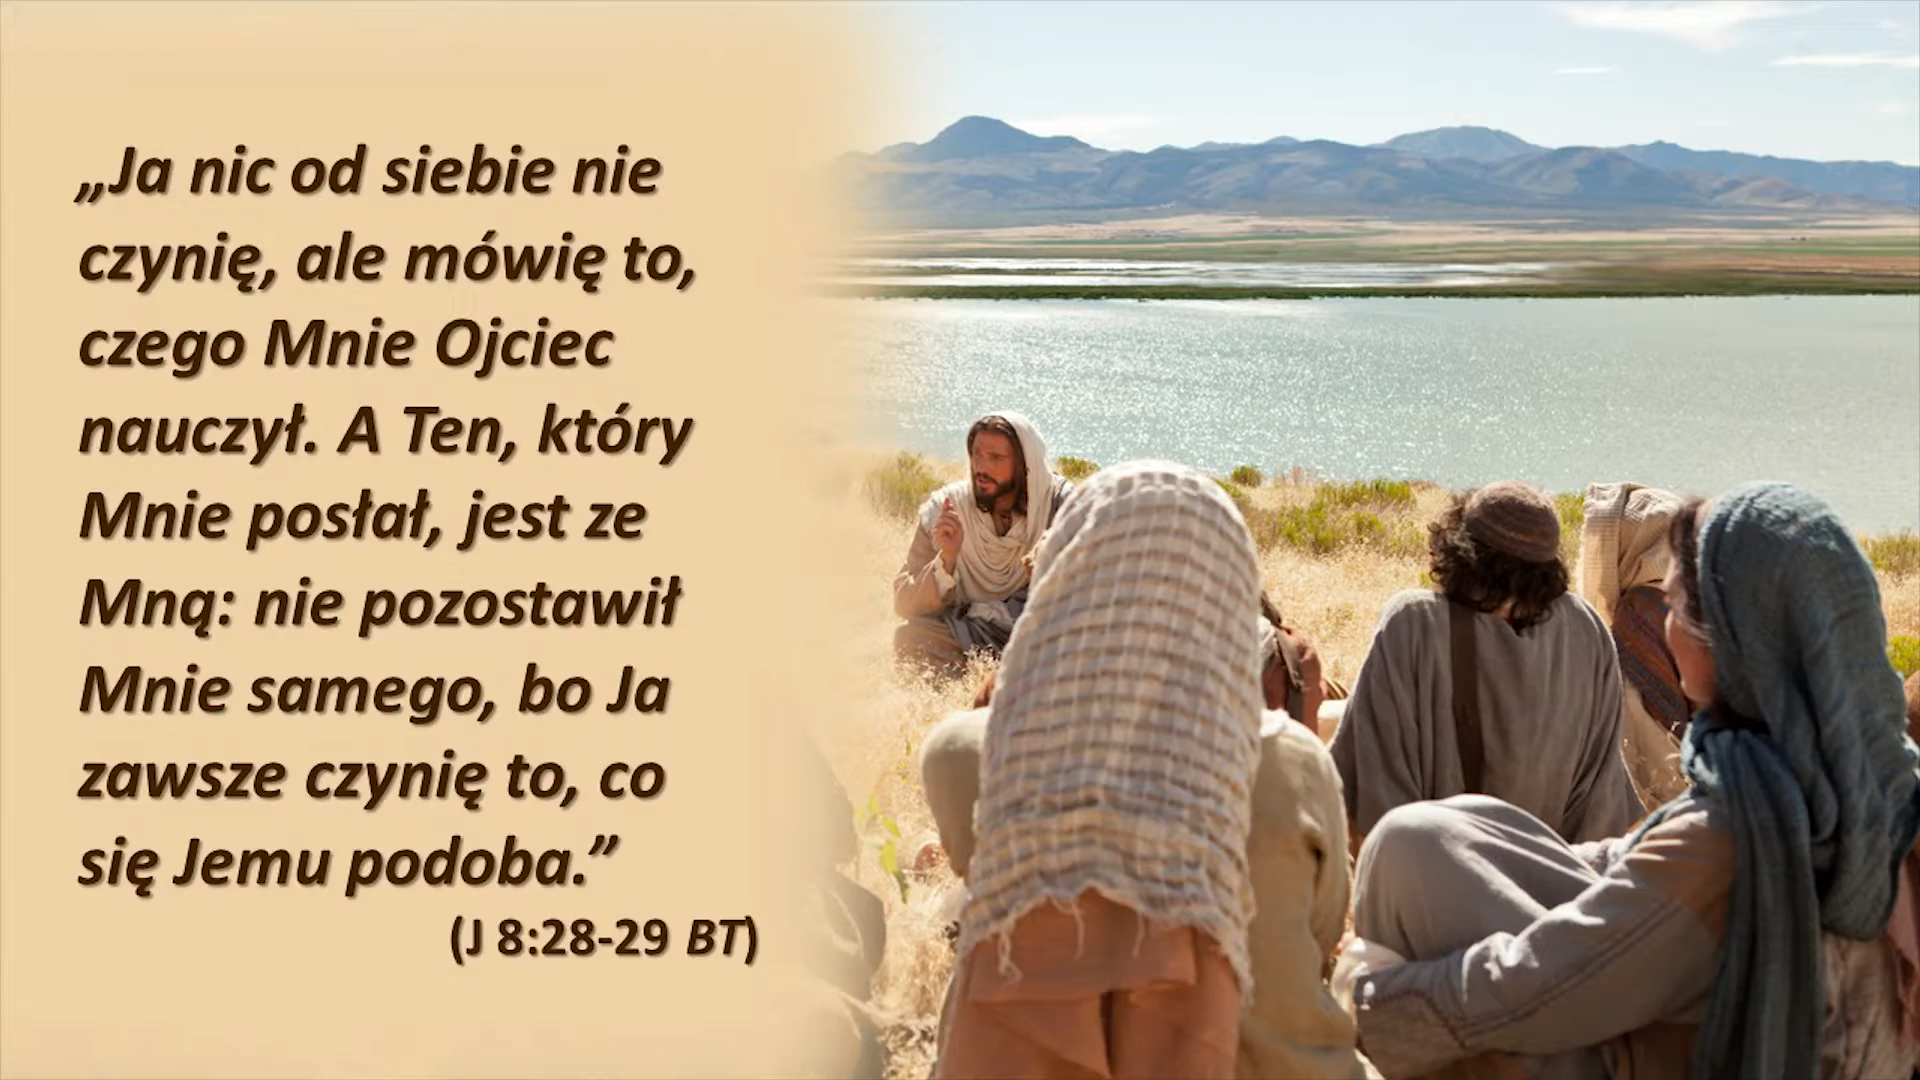 „Ja nic od siebie nie
czynię, ale mówię to,
czego Mnie Ojciec
nauczył. A Ten, który
Mnie posłał, jest ze
Mną: nie pozostawił
Mnie samego, bo Ja
zawsze czynię to, co
się Jemu podoba.”
(J 8:28-29 BT)